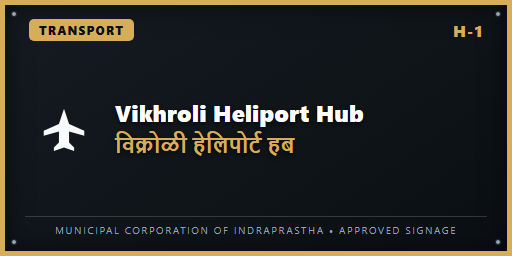 TRANSPORT
H-1
Vikhroli Heliport Hub
विक्रोळी हेलिपोर्ट हब
MUNICIPAL CORPORATION OF INDRAPRASTHA • APPROVED SIGNAGE